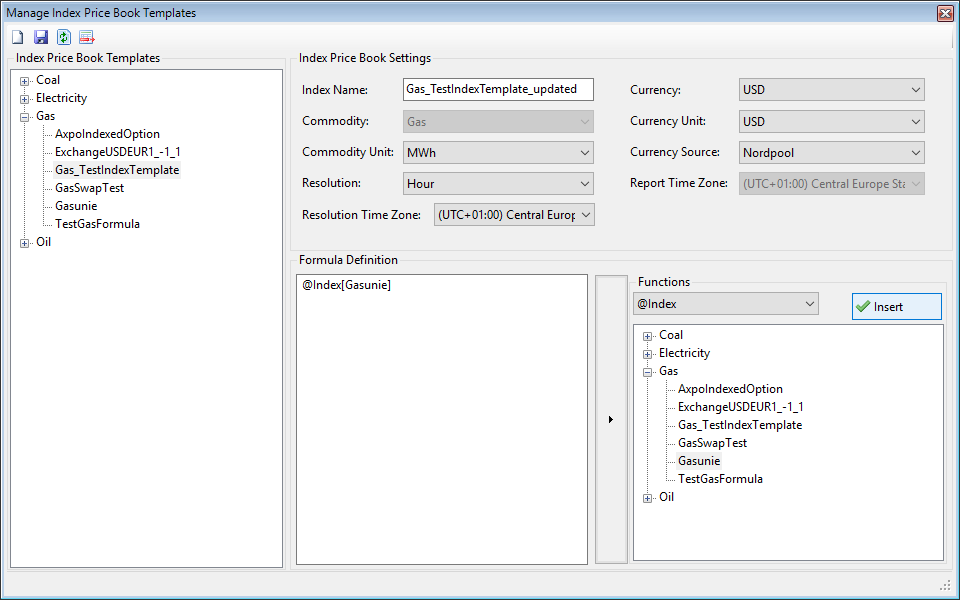 Manage Index Price Book Templates
Index Price Book Templates
Coal
Electricity
Gas
AxpoIndexedOption
ExchangeUSDEUR1_-1_1
Gas_TestIndexTemplate
GasSwapTest
Gasunie
TestGasFormula
Oil
Index Price Book Settings
Index Name: Gas_TestIndexTemplate_updated
Commodity: Gas
Commodity Unit: MWh
Resolution: Hour
Resolution Time Zone: (UTC+01:00) Central Europ
Currency: USD
Currency Unit: USD
Currency Source: Nordpool
Report Time Zone: (UTC+01:00) Central Europe Sta
Formula Definition
@Index[Gasunie]
Functions
@Index
Insert
Coal
Electricity
Gas
AxpoIndexedOption
ExchangeUSDEUR1_-1_1
Gas_TestIndexTemplate
GasSwapTest
Gasunie
TestGasFormula
Oil